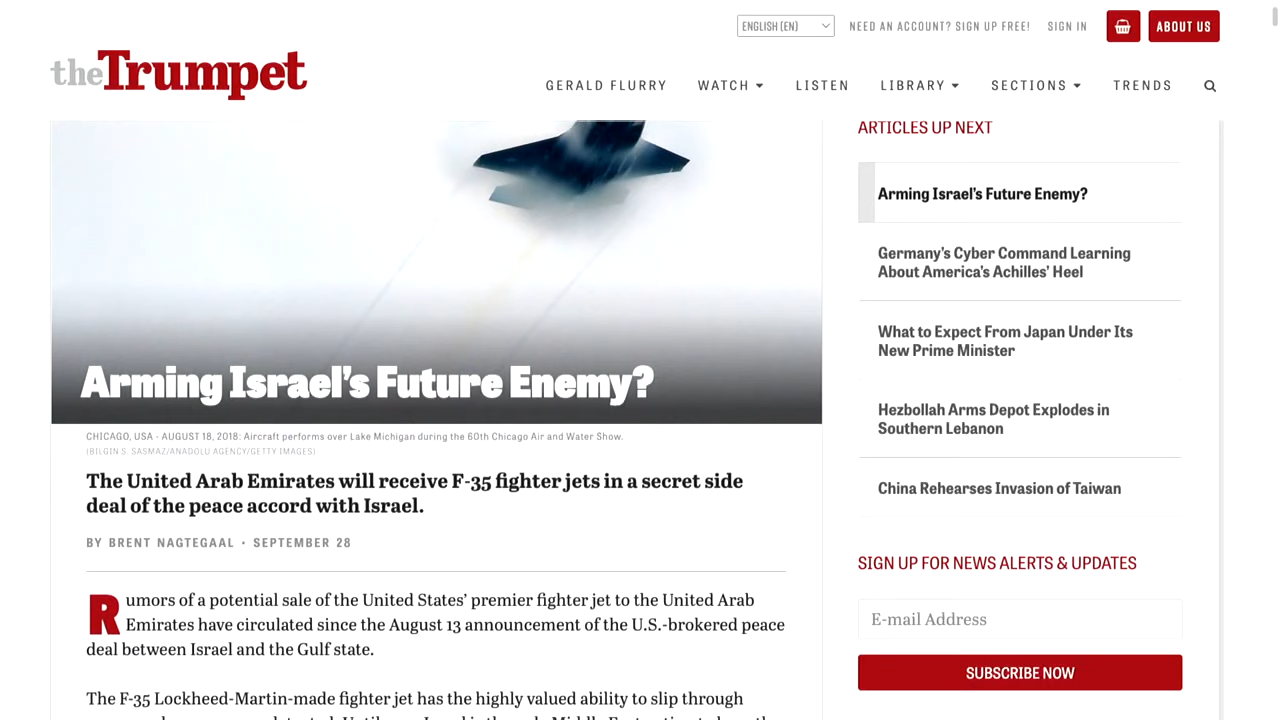 ENGLISH (EN)
NEED AN ACCOUNT? SIGN UP FREE!
SIGN IN
ABOUT US
theTrumpet
GERALD FLURRY
WATCH
LISTEN
LIBRARY
SECTIONS
TRENDS
Arming Israel's Future Enemy?
CHICAGO, USA - AUGUST 18, 2018: Aircraft performs over Lake Michigan during the 60th Chicago Air and Water Show.
(BILGIN S. SASMAZ/ANADOLU AGENCY/GETTY IMAGES)
The United Arab Emirates will receive F-35 fighter jets in a secret side
deal of the peace accord with Israel.
BY BRENT NAGTEGAAL • SEPTEMBER 28
Rumors of a potential sale of the United States' premier fighter jet to the United Arab
Emirates have circulated since the August 13 announcement of the U.S.-brokered peace
deal between Israel and the Gulf state.
The F-35 Lockheed-Martin-made fighter jet has the highly valued ability to slip through
ARTICLES UP NEXT
Arming Israel's Future Enemy?
Germany's Cyber Command Learning
About America's Achilles' Heel
What to Expect From Japan Under Its
New Prime Minister
Hezbollah Arms Depot Explodes in
Southern Lebanon
China Rehearses Invasion of Taiwan
SIGN UP FOR NEWS ALERTS & UPDATES
E-mail Address
SUBSCRIBE NOW